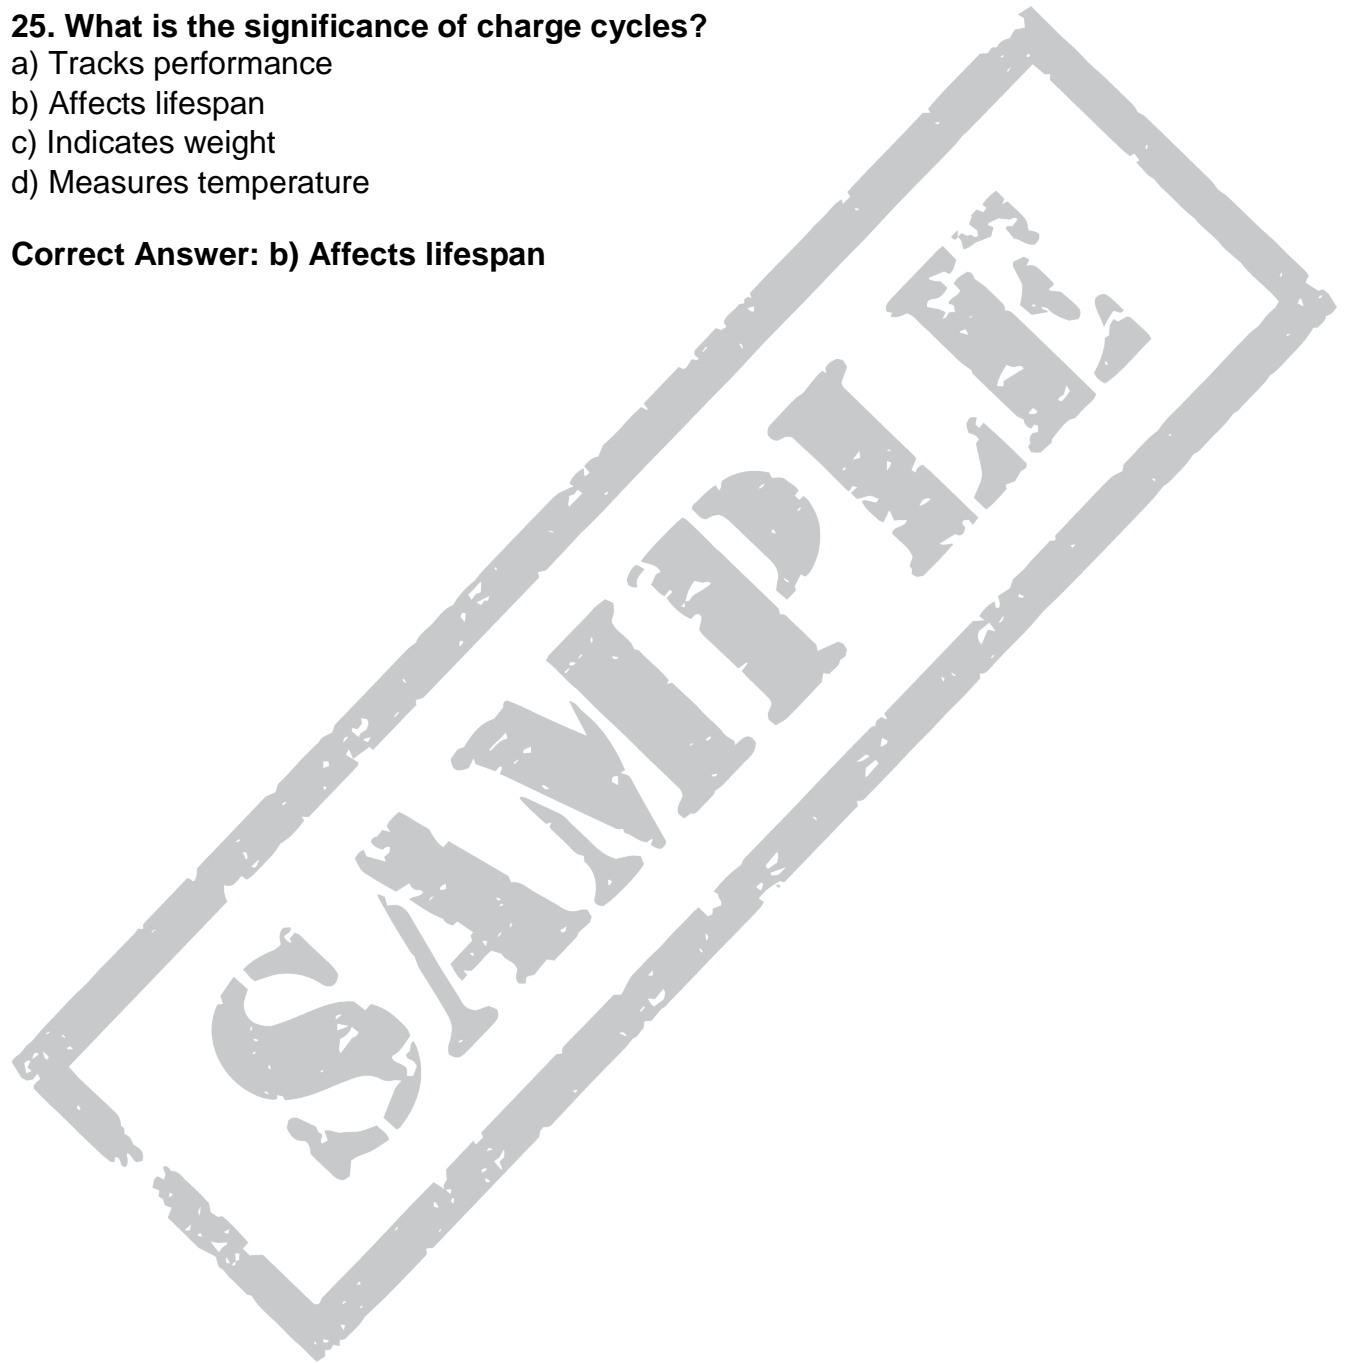 25. What is the significance of charge cycles?
a) Tracks performance
b) Affects lifespan
c) Indicates weight
d) Measures temperature
Correct Answer: b) Affects lifespan
SAMPLE